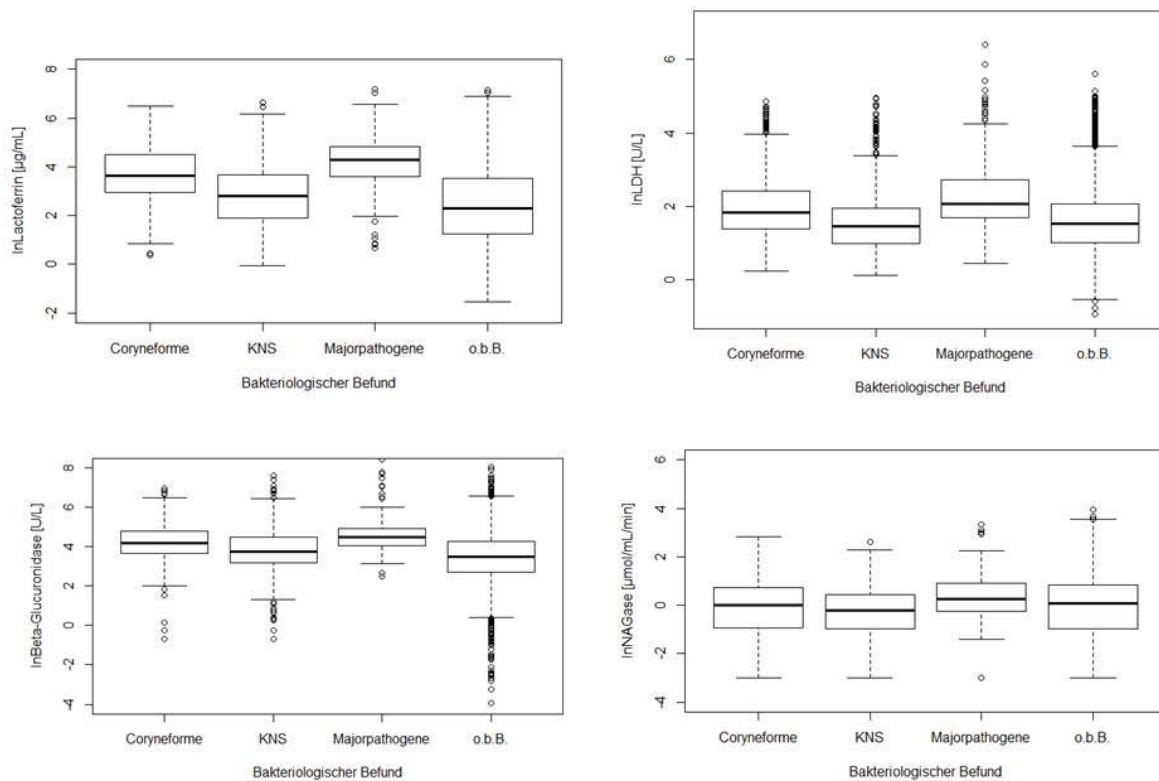 lnLactoferrin [µg/mL]
8
6
4
2
0
-2
Coryneforme KNS Majorpathogene o.b.B.
Bakteriologischer Befund
lnLDH [U/L]
6
4
2
0
Coryneforme KNS Majorpathogene o.b.B.
Bakteriologischer Befund
lnBeta-Glucuronidase [U/L]
8
6
4
2
0
-2
-4
Coryneforme KNS Majorpathogene o.b.B.
Bakteriologischer Befund
lnNAGase [µmol/mL/min]
6
4
2
0
-2
-4
Coryneforme KNS Majorpathogene o.b.B.
Bakteriologischer Befund